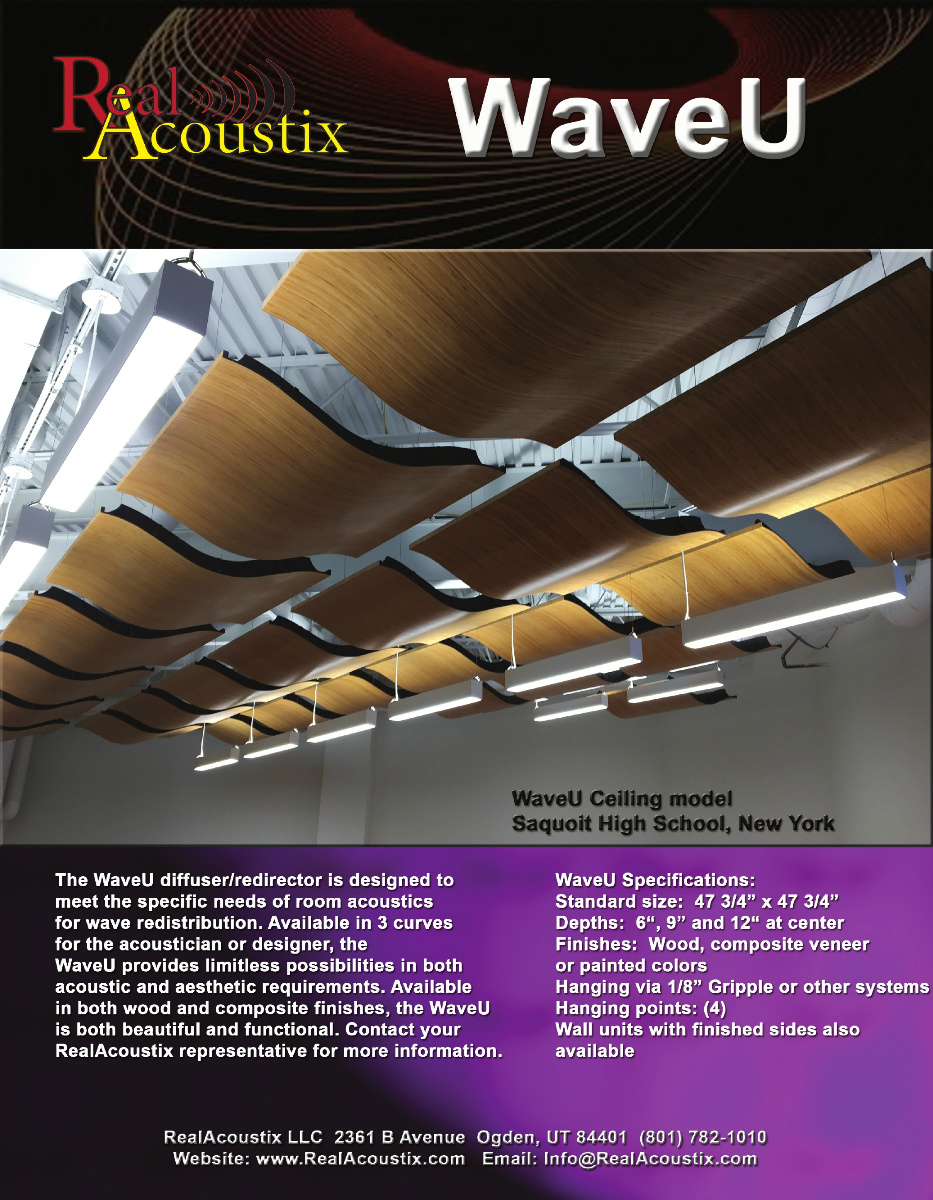 Real
Acoustix
WaveU
WaveU Ceiling model
Saquoit High School, New York
The WaveU diffuser/redirector is designed to
meet the specific needs of room acoustics
for wave redistribution. Available in 3 curves
for the acoustician or designer, the
WaveU provides limitless possibilities in both
acoustic and aesthetic requirements. Available
in both wood and composite finishes, the WaveU
is both beautiful and functional. Contact your
RealAcoustix representative for more information.
WaveU Specifications:
Standard size:  47 3/4” x 47 3/4”
Depths:  6“, 9” and 12“ at center
Finishes:  Wood, composite veneer
or painted colors
Hanging via 1/8” Gripple or other systems
Hanging points: (4)
Wall units with finished sides also
available
RealAcoustix LLC  2361 B Avenue  Ogden, UT 84401  (801) 782-1010
Website: www.RealAcoustix.com  Email: Info@RealAcoustix.com